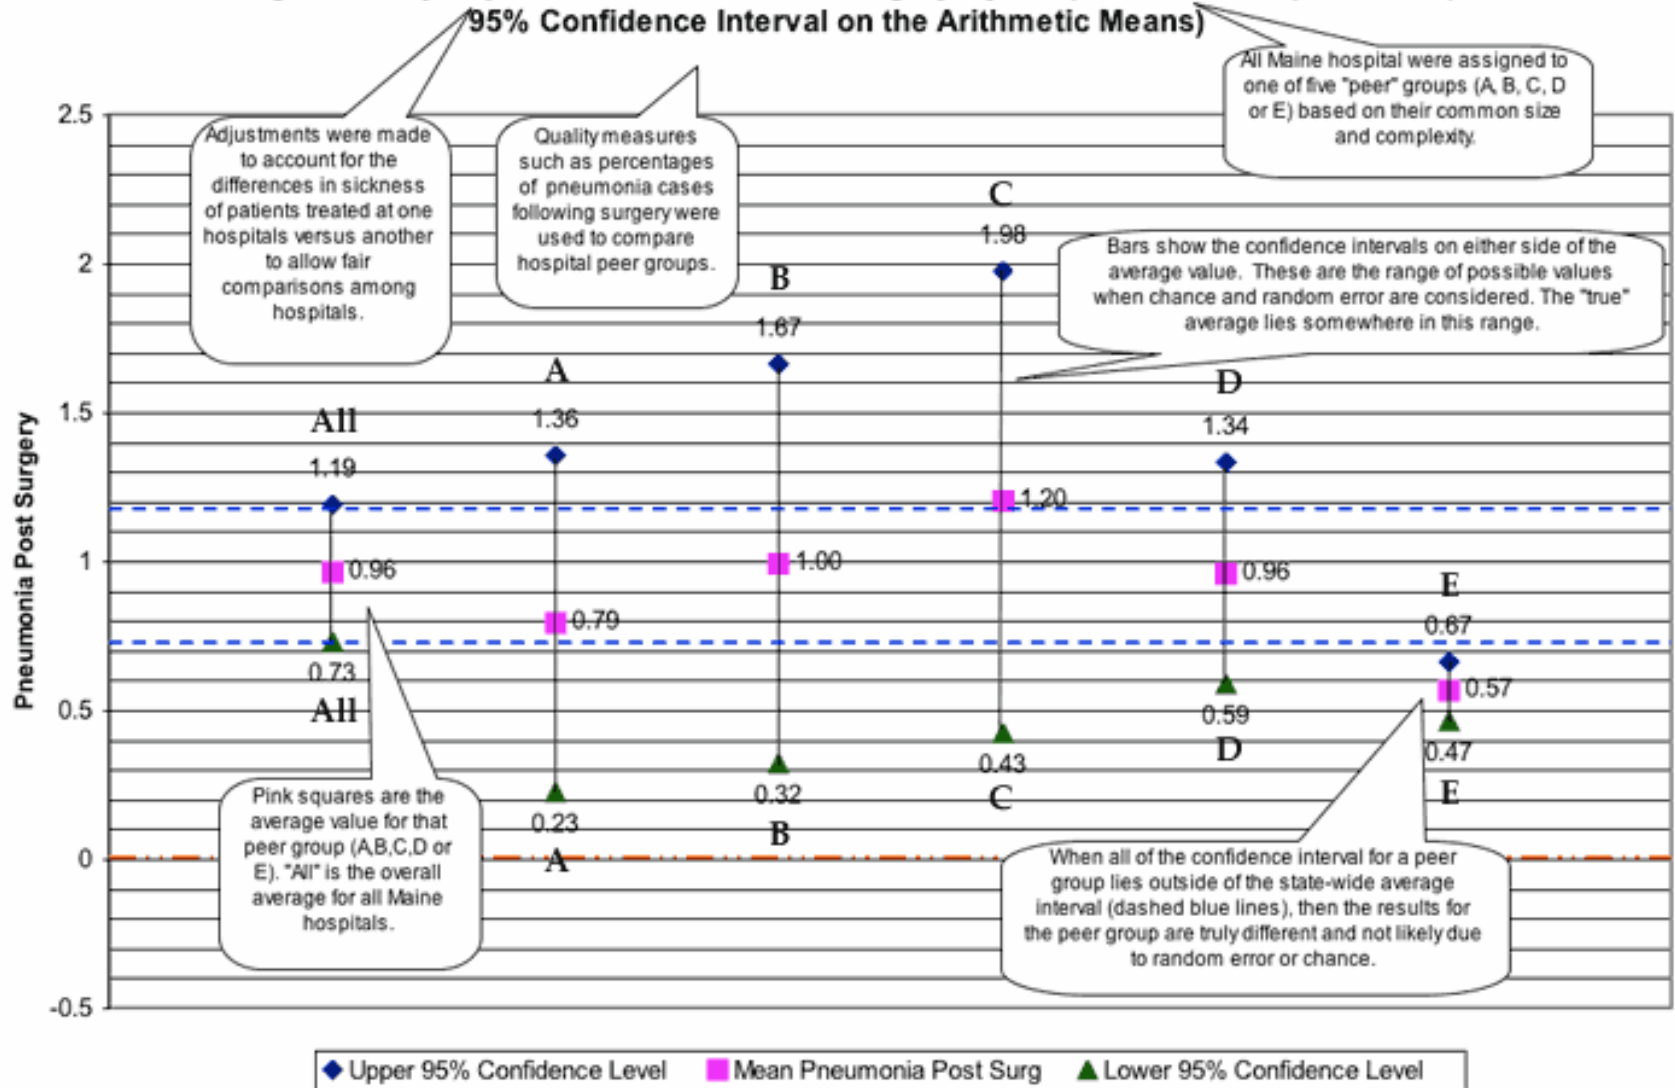 95% Confidence Interval on the Arithmetic Means)
Adjustments were made
to account for the
differences in sickness
of patients treated at one
hospitals versus another
to allow fair
comparisons among
hospitals.
Quality measures
such as percentages
of pneumonia cases
following surgery were
used to compare
hospital peer groups.
All Maine hospital were assigned to
one of five "peer" groups (A, B, C, D
or E) based on their common size
and complexity.
Bars show the confidence intervals on either side of the
average value. These are the range of possible values
when chance and random error are considered. The "true"
average lies somewhere in this range.
Pneumonia Post Surgery
2.5
2
1.5
1
0.5
0
-0.5
All
1.19
0.96
0.73
All
A
1.36
0.79
0.23
A
B
1.67
1.00
0.32
B
C
1.98
1.20
0.43
C
D
1.34
0.96
0.59
D
E
0.67
0.57
0.47
E
Pink squares are the
average value for that
peer group (A,B,C,D or
E). "All" is the overall
average for all Maine
hospitals.
When all of the confidence interval for a peer
group lies outside of the state-wide average
interval (dashed blue lines), then the results for
the peer group are truly different and not likely due
to random error or chance.
Upper 95% Confidence Level
Mean Pneumonia Post Surg
Lower 95% Confidence Level